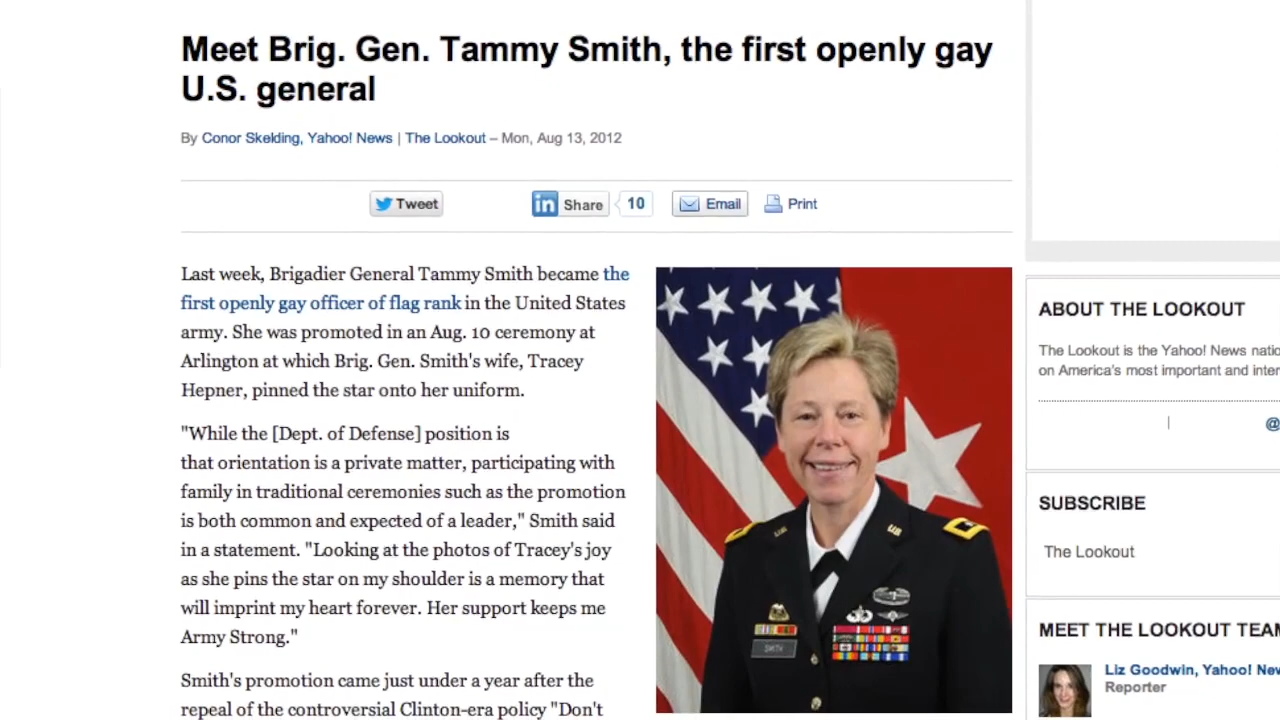 Meet Brig. Gen. Tammy Smith, the first openly gay
U.S. general
By Conor Skelding, Yahoo! News | The Lookout – Mon, Aug 13, 2012
Tweet
in Share 10
Email
Print
Last week, Brigadier General Tammy Smith became the
first openly gay officer of flag rank in the United States
army. She was promoted in an Aug. 10 ceremony at
Arlington at which Brig. Gen. Smith's wife, Tracey
Hepner, pinned the star onto her uniform.
"While the [Dept. of Defense] position is
that orientation is a private matter, participating with
family in traditional ceremonies such as the promotion
is both common and expected of a leader," Smith said
in a statement. "Looking at the photos of Tracey's joy
as she pins the star on my shoulder is a memory that
will imprint my heart forever. Her support keeps me
Army Strong."
Smith's promotion came just under a year after the
repeal of the controversial Clinton-era policy "Don't
US
SMITH
ABOUT THE LOOKOUT
The Lookout is the Yahoo! News natio
on America's most important and inter
| @
SUBSCRIBE
The Lookout
MEET THE LOOKOUT TEAM
Liz Goodwin, Yahoo! New
Reporter